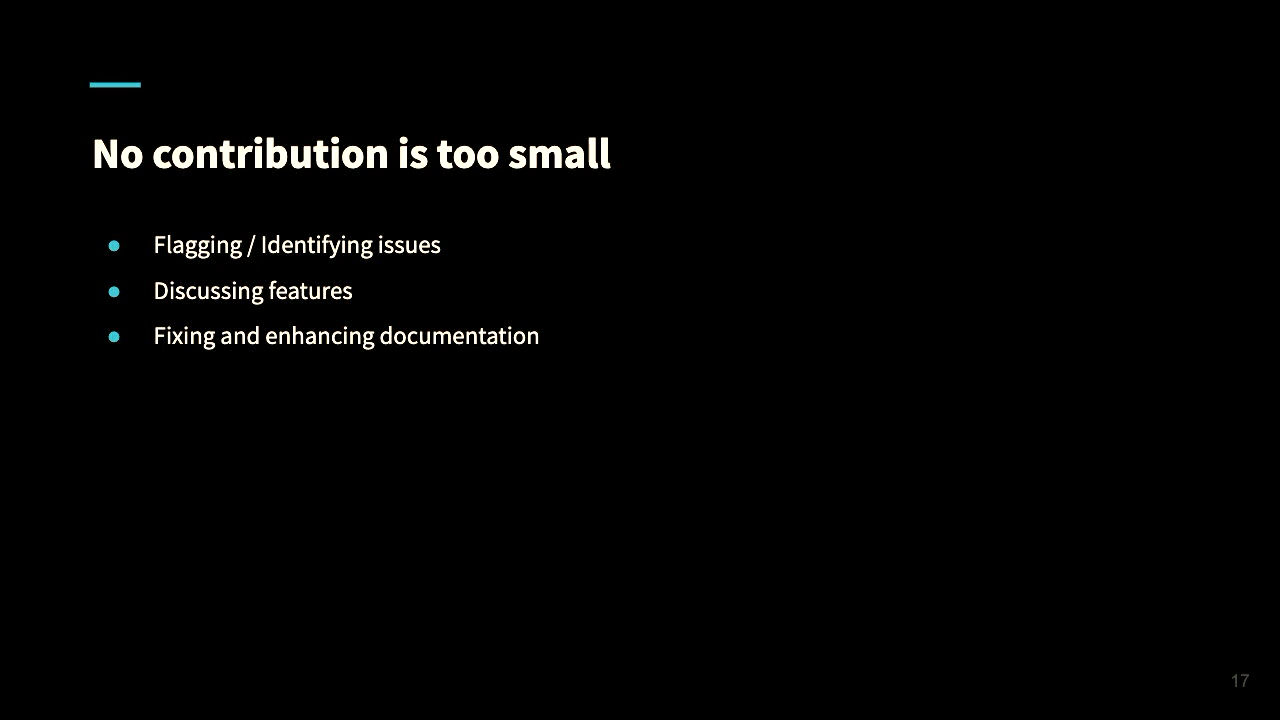 No contribution is too small
● Flagging / Identifying issues
● Discussing features
● Fixing and enhancing documentation
17